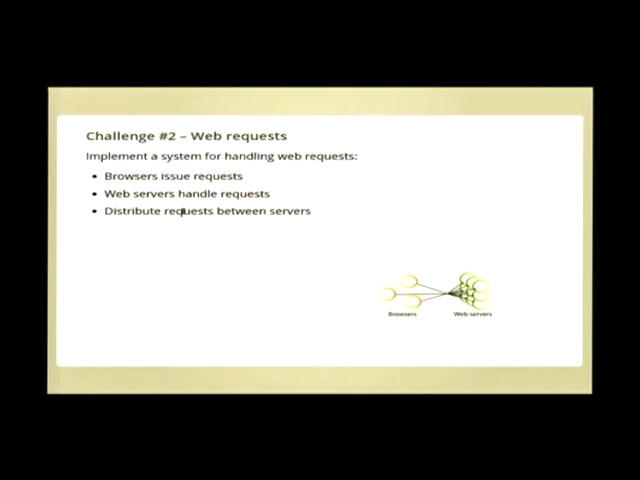 Challenge #2 – Web requests
Implement a system for handling web requests:
• Browsers issue requests
• Web servers handle requests
• Distribute requests between servers
Browsers
Web servers